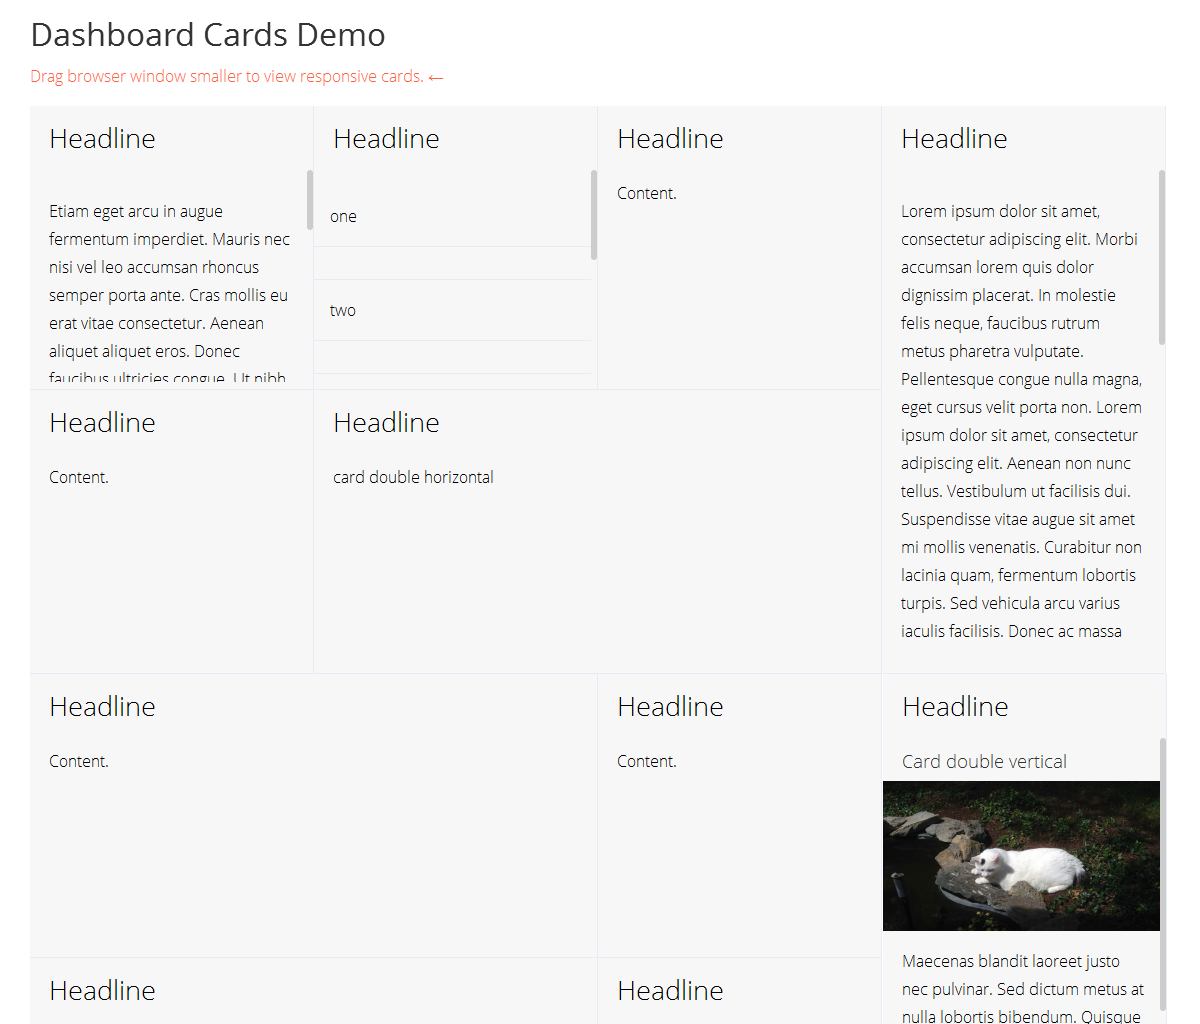 Dashboard Cards Demo
Drag browser window smaller to view responsive cards. ←
Headline
Etiam eget arcu in augue
fermentum imperdiet. Mauris nec
nisi vel leo accumsan rhoncus
semper porta ante. Cras mollis eu
erat vitae consectetur. Aenean
aliquet aliquet eros. Donec
faucibus ultricies congue. Ut nibh
Headline
one
two
Headline
Content.
Headline
Lorem ipsum dolor sit amet,
consectetur adipiscing elit. Morbi
accumsan lorem quis dolor
dignissim placerat. In molestie
felis neque, faucibus rutrum
metus pharetra vulputate.
Pellentesque congue nulla magna,
eget cursus velit porta non. Lorem
ipsum dolor sit amet, consectetur
adipiscing elit. Aenean non nunc
tellus. Vestibulum ut facilisis dui.
Suspendisse vitae augue sit amet
mi mollis venenatis. Curabitur non
lacinia quam, fermentum lobortis
turpis. Sed vehicula arcu varius
iaculis facilisis. Donec ac massa
Headline
Content.
Headline
card double horizontal
Headline
Content.
Headline
Content.
Headline
Card double vertical
Maecenas blandit laoreet justo
nec pulvinar. Sed dictum metus at
nulla lobortis bibendum. Quisque
Headline
Headline